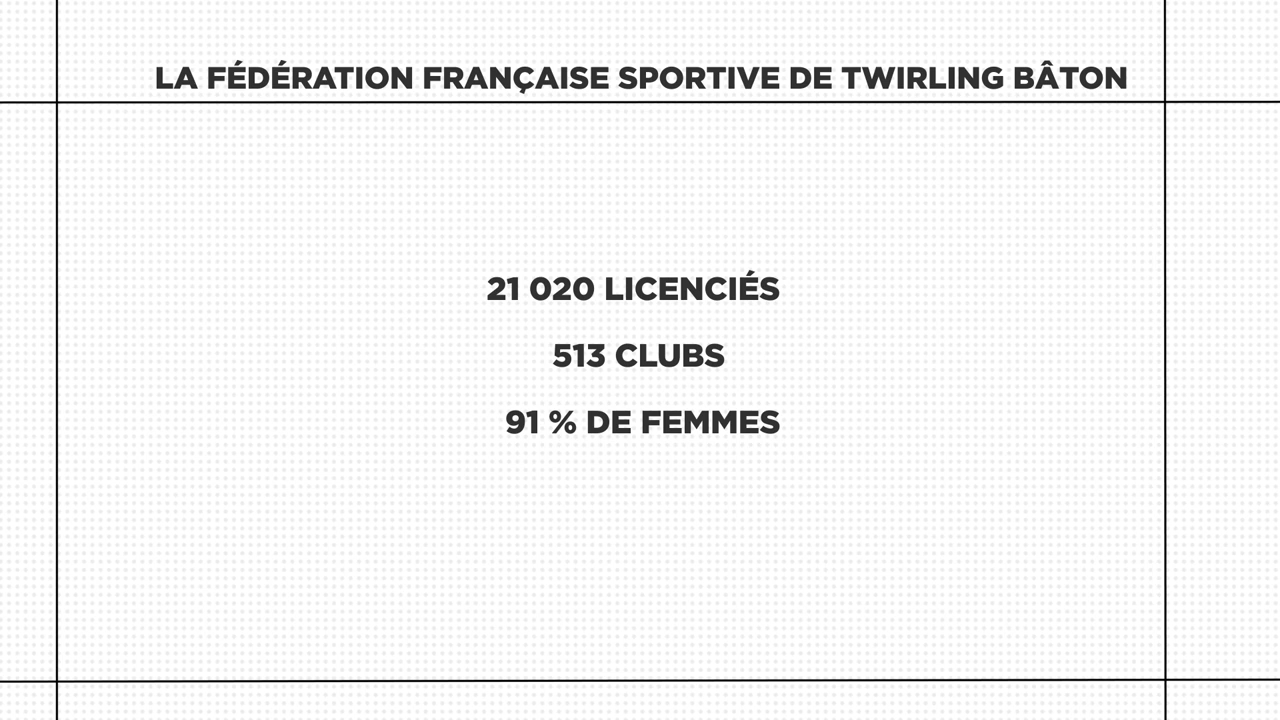 LA FÉDÉRATION FRANÇAISE SPORTIVE DE TWIRLING BÂTON
21 020 LICENCIÉS
513 CLUBS
91 % DE FEMMES